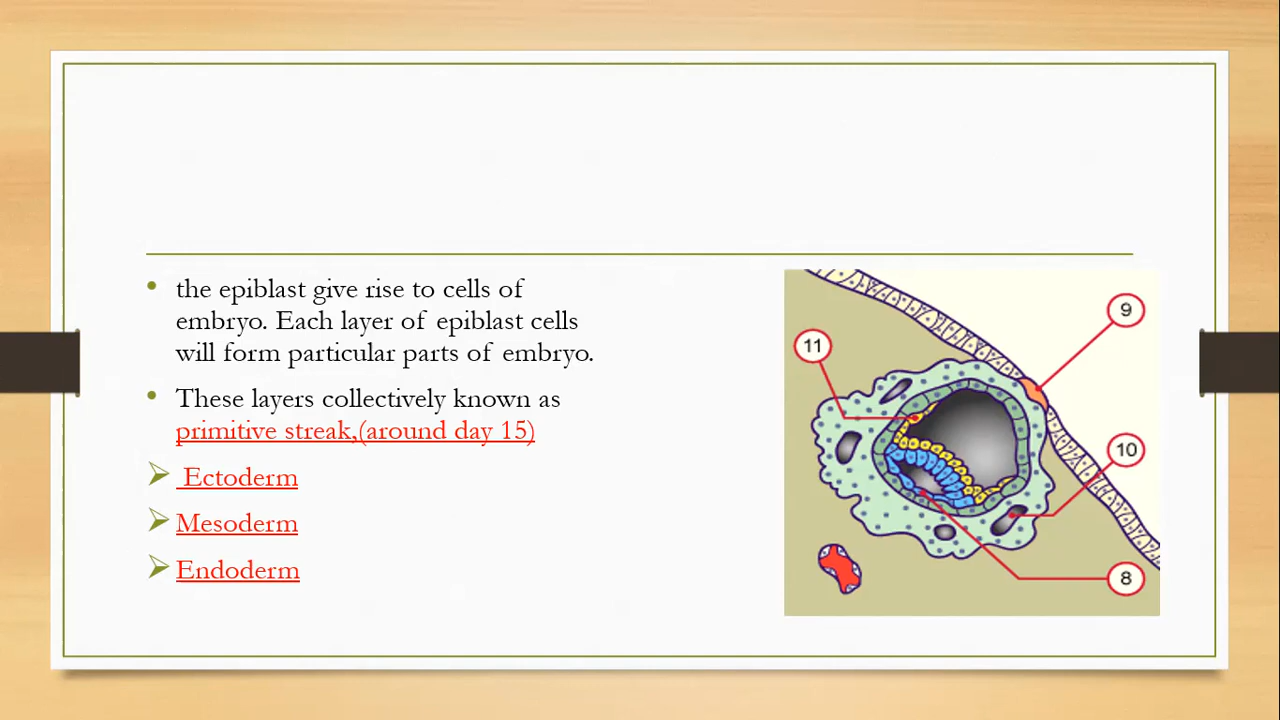 the epiblast give rise to cells of
embryo. Each layer of epiblast cells
will form particular parts of embryo.
These layers collectively known as
primitive streak,(around day 15)
Ectoderm
Mesoderm
Endoderm
9
11
10
8